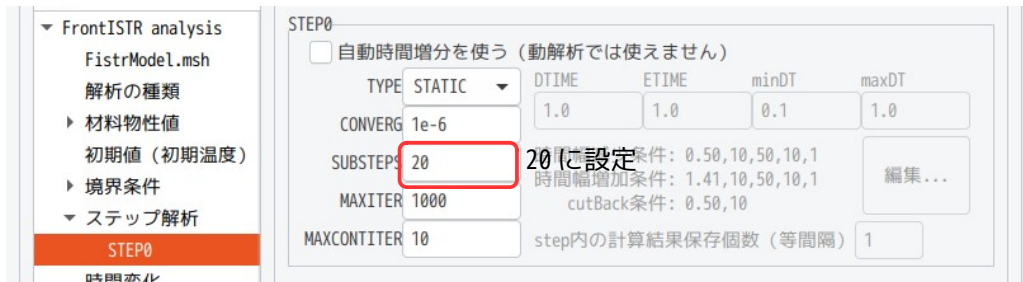 FrontISTR analysis
FistrModel.msh
解析の種類
材料物性値
初期値（初期温度）
境界条件
ステップ解析
STEP0
時間変化
STEP0
自動時間増分を使う（動解析では使えません）
TYPE STATIC
CONVERG 1e-6
SUBSTEPS 20
MAXITER 1000
MAXCONTITER 10
20に設定
DTIME ETIME minDT maxDT
1.0 1.0 0.1 1.0
条件: 0.50,10,50,10,1
時間幅増加条件: 1.41,10,50,10,1
cutBack条件: 0.50,10
編集...
step内の計算結果保存個数（等間隔） 1